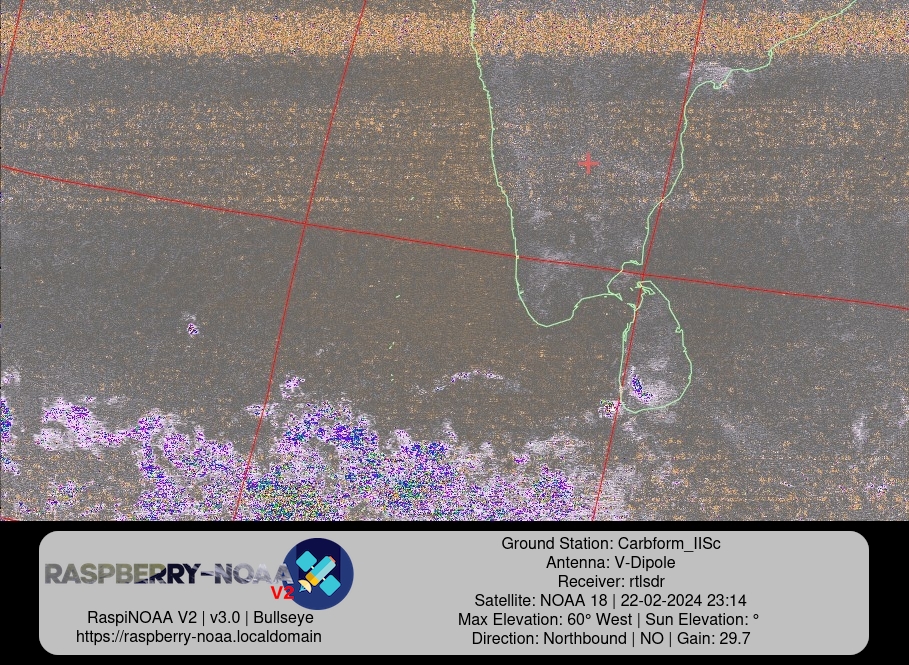 RASPBERRY-NOAA
V2
RaspiNOAA V2 | v3.0 | Bullseye
https://raspberry-noaa.localdomain
Ground Station: Carbform_IISc
Antenna: V-Dipole
Receiver: rtlsdr
Satellite: NOAA 18 | 22-02-2024 23:14
Max Elevation: 60° West | Sun Elevation: °
Direction: Northbound | NO | Gain: 29.7